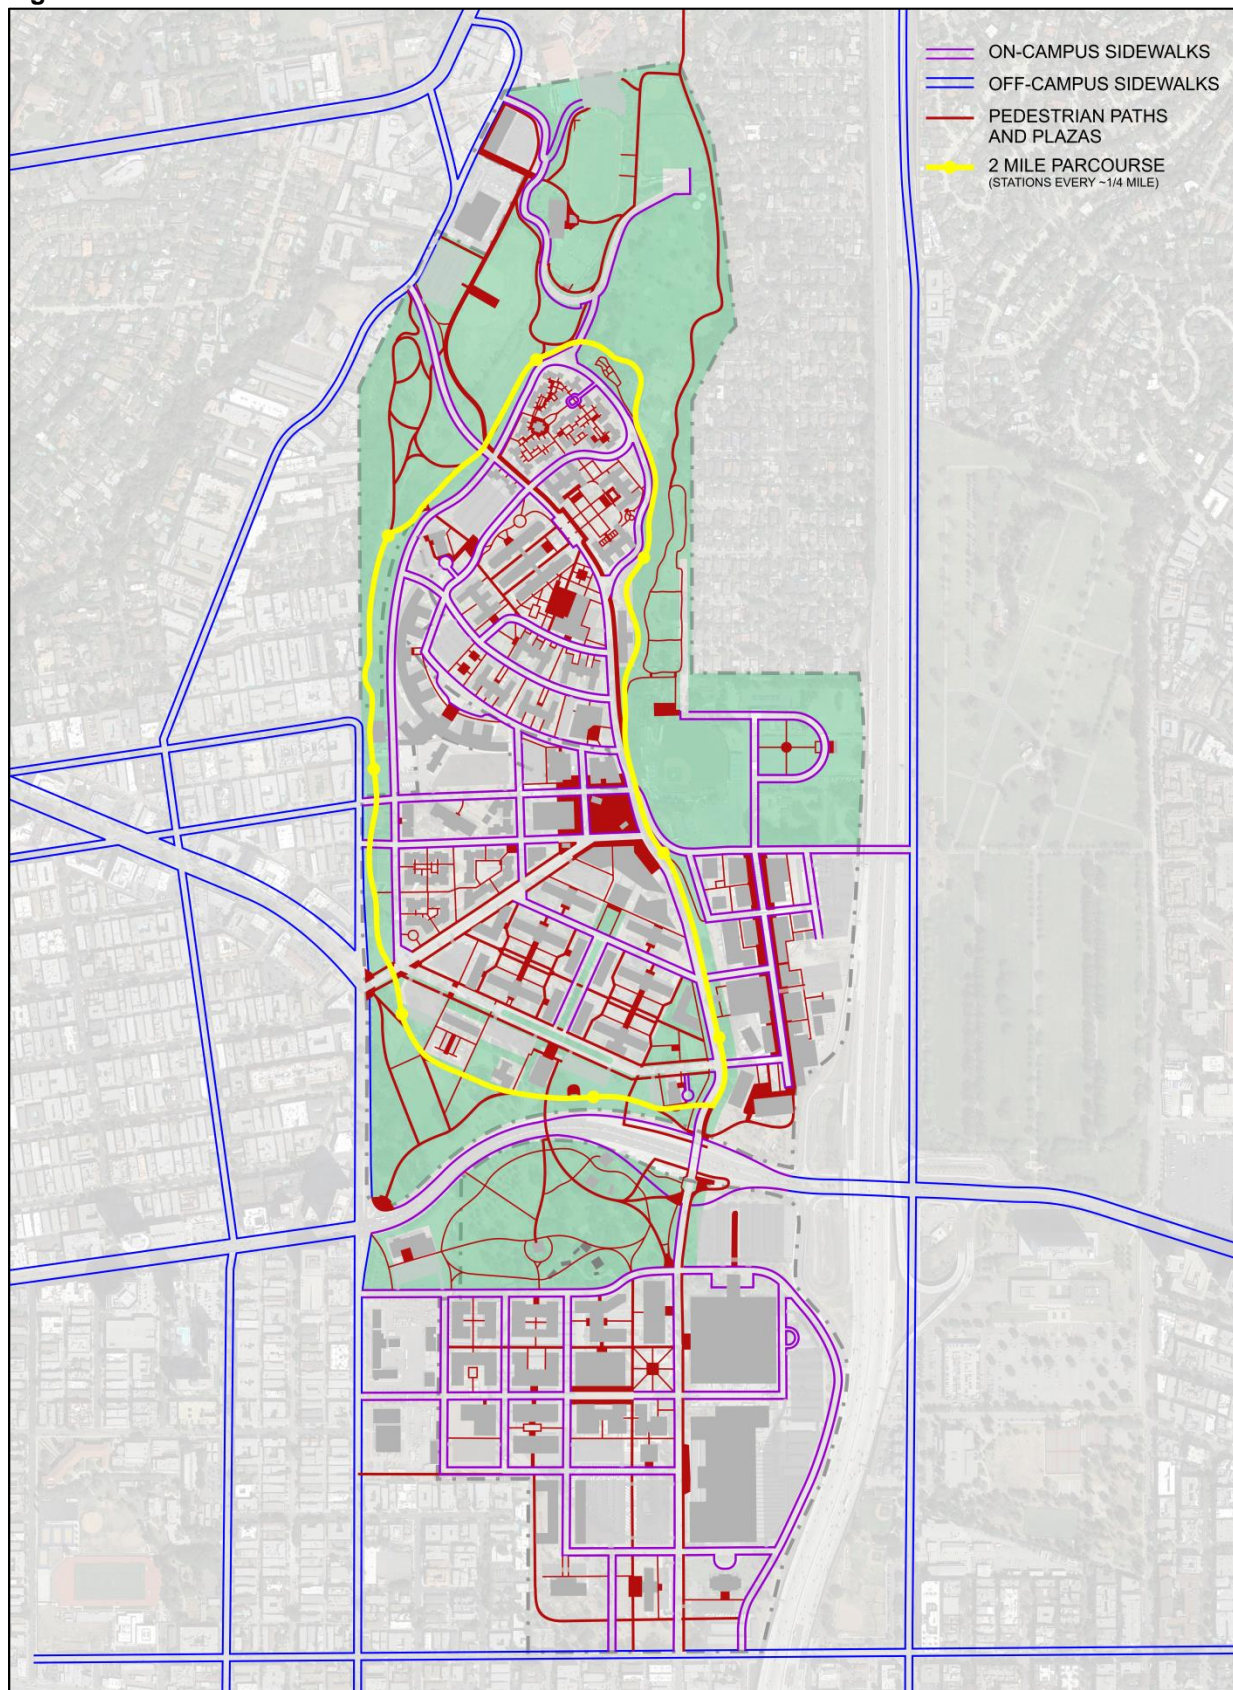 ON-CAMPUS SIDEWALKS
OFF-CAMPUS SIDEWALKS
PEDESTRIAN PATHS
AND PLAZAS
2 MILE PARCOURSE
(STATIONS EVERY ~1/4 MILE)